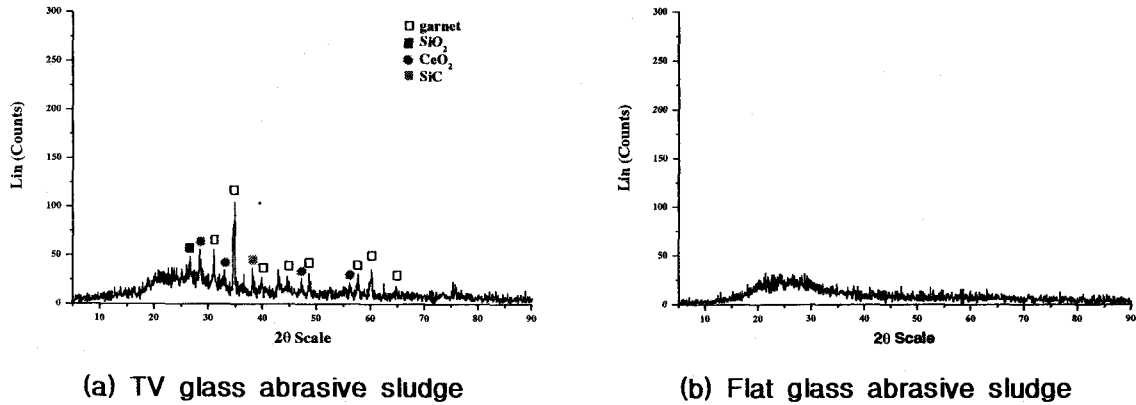 300
250
200
150
100
50
0
Lin (Counts)
garnet
SiO2
CeO2
SiC
10 20 30 40 50 60 70 80 90
2θ Scale
(a) TV glass abrasive sludge
300
250
200
150
100
50
0
Lin (Counts)
10 20 30 40 50 60 70 80 90
2θ Scale
(b) Flat glass abrasive sludge